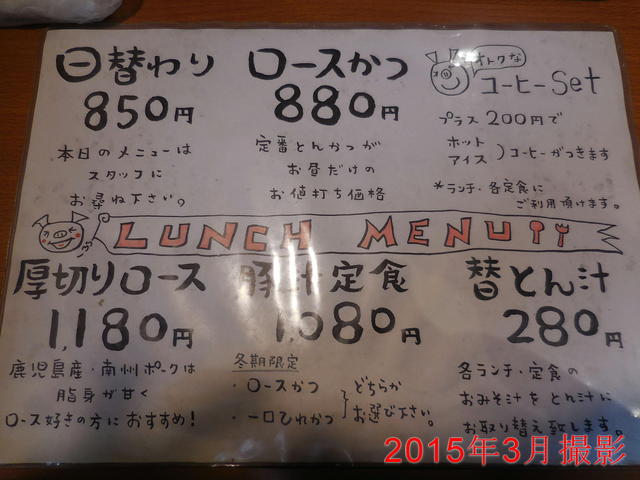 日替わり
850円
本日のメニューは
スタッフに
お尋ね下さい。
ロースかつ
880円
定番とんかつが
お昼だけの
お値打ち価格
オトクな
コーヒーSet
プラス200円で
ホット
アイス
)コーヒーがつきます
*ランチ・各定食に
ご利用頂けます。
LUNCH MENU
厚切りロース
1,180円
鹿児島産・南州ポークは
脂身が甘く
ロース好きの方におすすめ!
豚汁定食
1,080円
冬期限定
・ロースかつ
・一口ひれかつ
どちらか
お選び下さい。
替とん汁
280円
各ランチ・定食の
おみそ汁をとん汁に
お取り替え致します。
2015年3月撮影